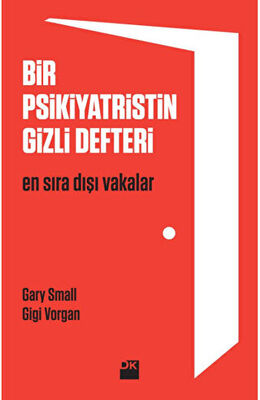 BİR
PSİKİYATRİSTİN
GİZLİ DEFTERİ
en sıra dışı vakalar
Gary Small
Gigi Vorgan
DK